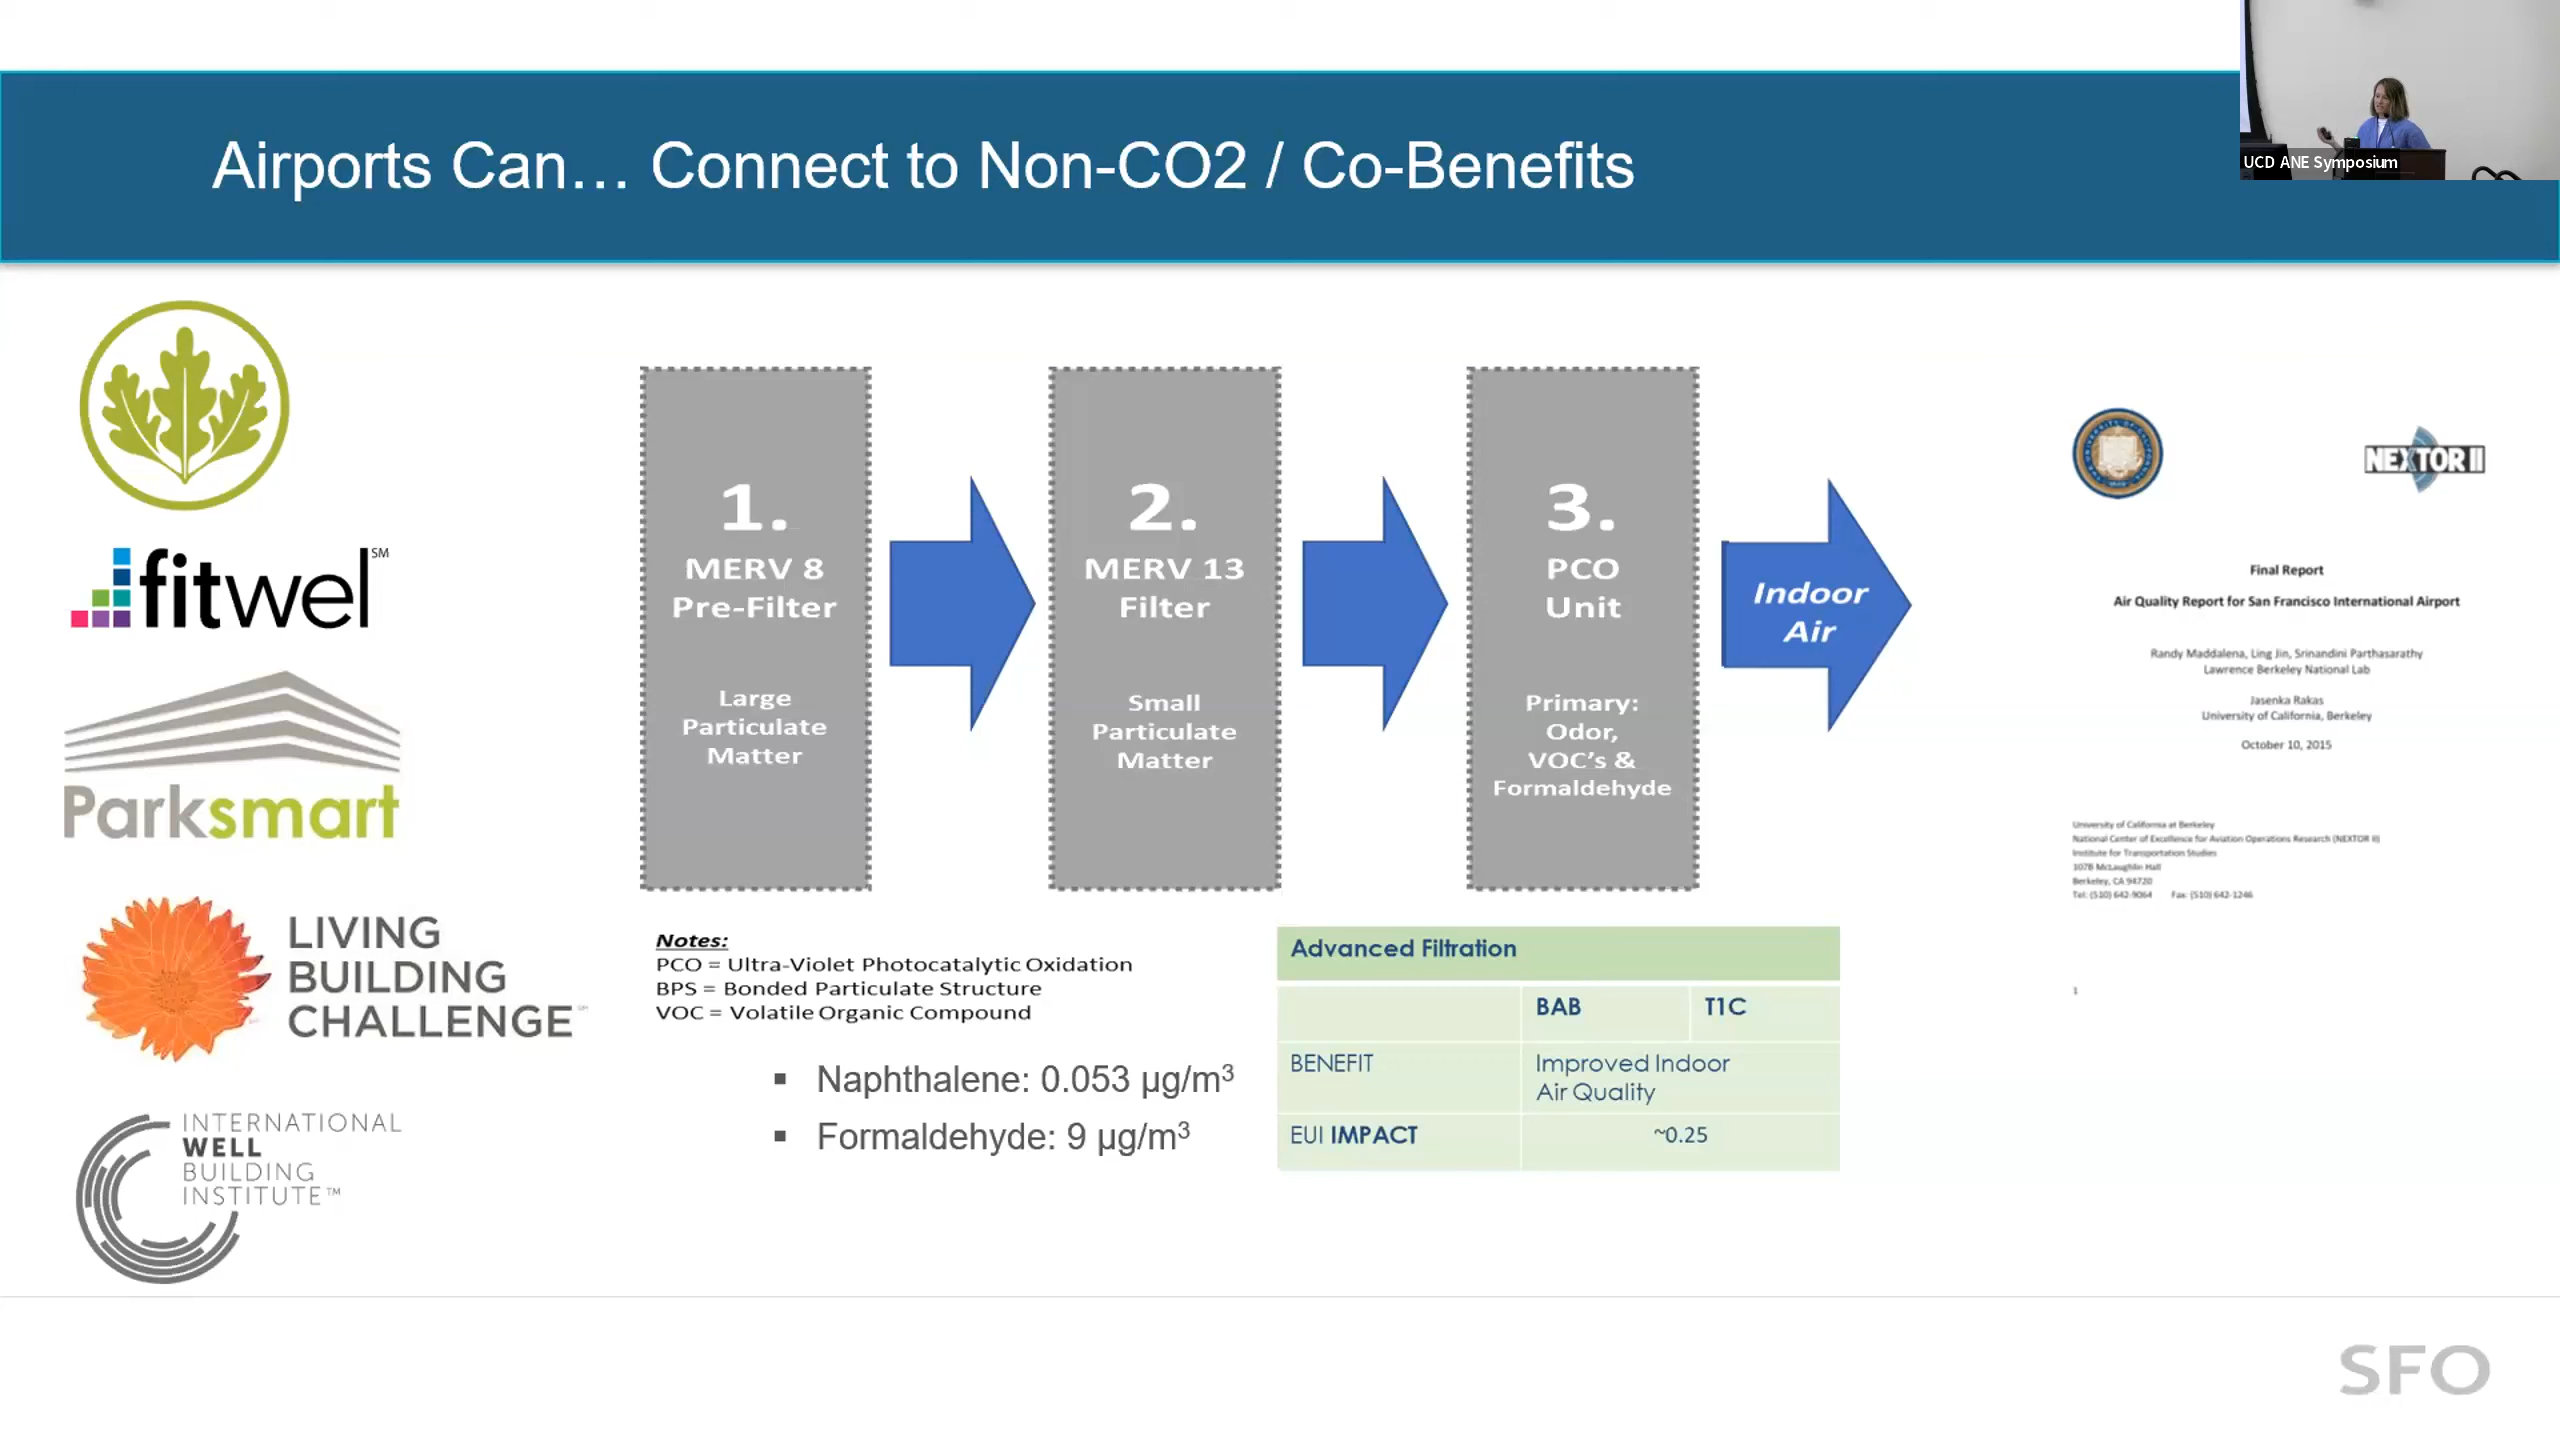 Airports Can… Connect to Non-CO2 / Co-Benefits
UCD ANE Symposium
fitwel SM
Parksmart
LIVING
BUILDING
CHALLENGE
INTERNATIONAL
WELL
BUILDING
INSTITUTE™
1.
MERV 8
Pre-Filter
Large
Particulate
Matter
2.
MERV 13
Filter
Small
Particulate
Matter
3.
PCO
Unit
Primary:
Odor,
VOC's &
Formaldehyde
Indoor
Air
Notes:
PCO = Ultra-Violet Photocatalytic Oxidation
BPS = Bonded Particulate Structure
VOC = Volatile Organic Compound
▪ Naphthalene: 0.053 µg/m³
▪ Formaldehyde: 9 µg/m³
Advanced Filtration
BAB T1C
BENEFIT Improved Indoor
Air Quality
EUI IMPACT ~0.25
NEXTOR II
Final Report
Air Quality Report for San Francisco International Airport
Randy Maddalena, Ling Jin, Srinandini Parthasarathy
Lawrence Berkeley National Lab
Jasenka Rakas
University of California, Berkeley
October 10, 2015
University of California at Berkeley
National Center of Excellence for Aviation Operations Research (NEXTOR II)
Institute for Transportation Studies
107B McLaughlin Hall
Berkeley, CA 94720
Tel: (510) 642-9064 Fax: (510) 642-1246
1
SFO